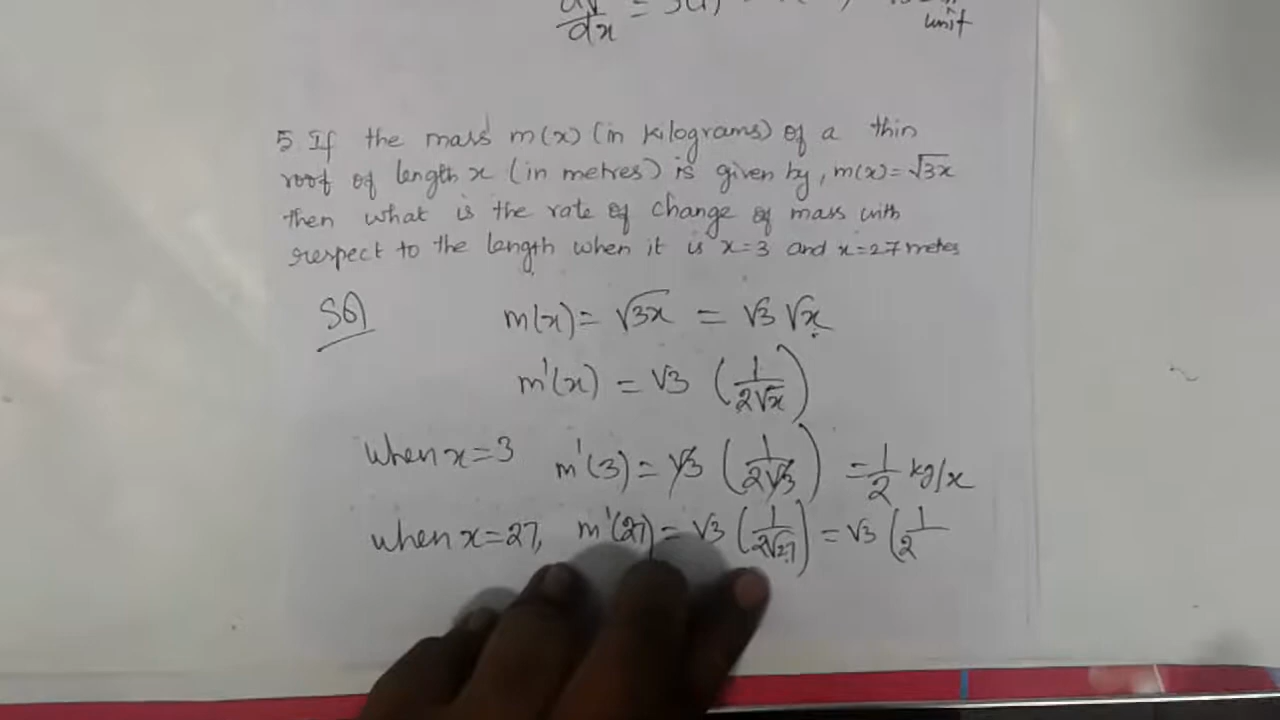 dy/dx =
unit
5 If the mass m(x) (in kilograms) of a thin
roof of length x (in metres) is given by, m(x)=√3x
then what is the rate of change of mass with
respect to the length when it is x=3 and x=27 metes
Sol
m(x) = √3x = √3 √x
m'(x) = √3 (1/2√x)
when x=3 m'(3) = √3 (1/2√3) = 1/2 kg/x
when x=27, m'(27) = √3 (1/2√27) = √3 (1/2